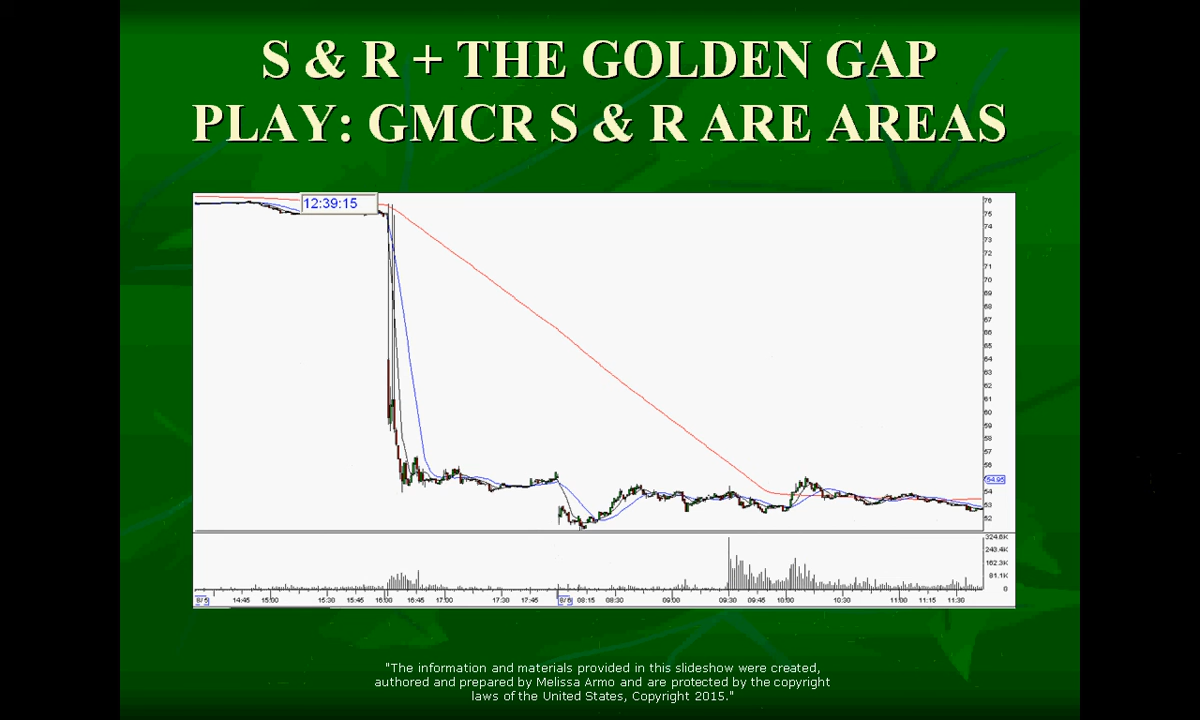 S & R + THE GOLDEN GAP
PLAY: GMCR S & R ARE AREAS
12:39:15
76
75
74
73
72
71
70
69
68
67
66
65
64
63
62
61
60
59
58
57
56
54.95
54
53
52
324.6K
243.4K
162.3K
81.1K
0
8/5 14:45 15:00 15:30 15:45 16:00 16:45 17:00 17:30 17:45 8/6 08:15 08:30 09:00 09:30 09:45 10:00 10:30 11:00 11:15 11:30
"The information and materials provided in this slideshow were created,
authored and prepared by Melissa Armo and are protected by the copyright
laws of the United States, Copyright 2015."